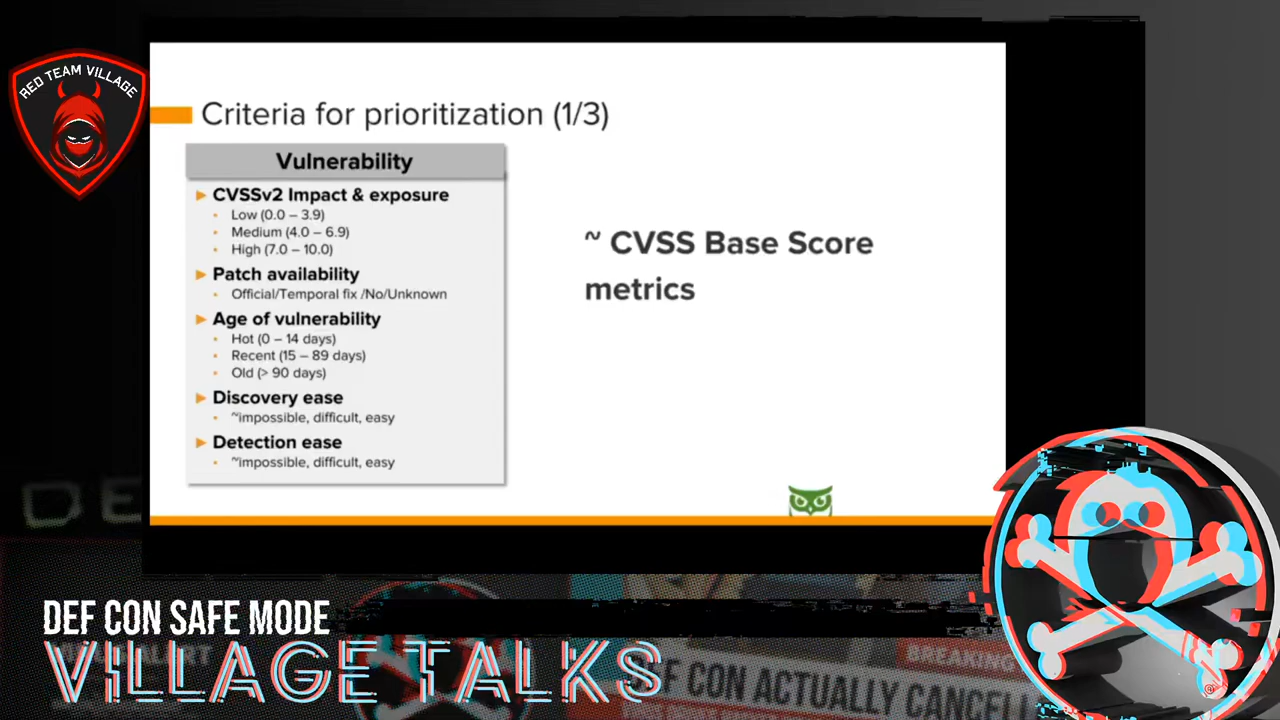 RED TEAM VILLAGE
Criteria for prioritization (1/3)
Vulnerability
CVSSv2 Impact & exposure
Low (0.0 – 3.9)
Medium (4.0 – 6.9)
High (7.0 – 10.0)
Patch availability
Official/Temporal fix /No/Unknown
Age of vulnerability
Hot (0 – 14 days)
Recent (15 – 89 days)
Old (> 90 days)
Discovery ease
~impossible, difficult, easy
Detection ease
~impossible, difficult, easy
~ CVSS Base Score
metrics
DE
DEF CON SAFE MODE
VILLAGE TALKS
BREAKING
DEF CON ACTUALLY CANCELL